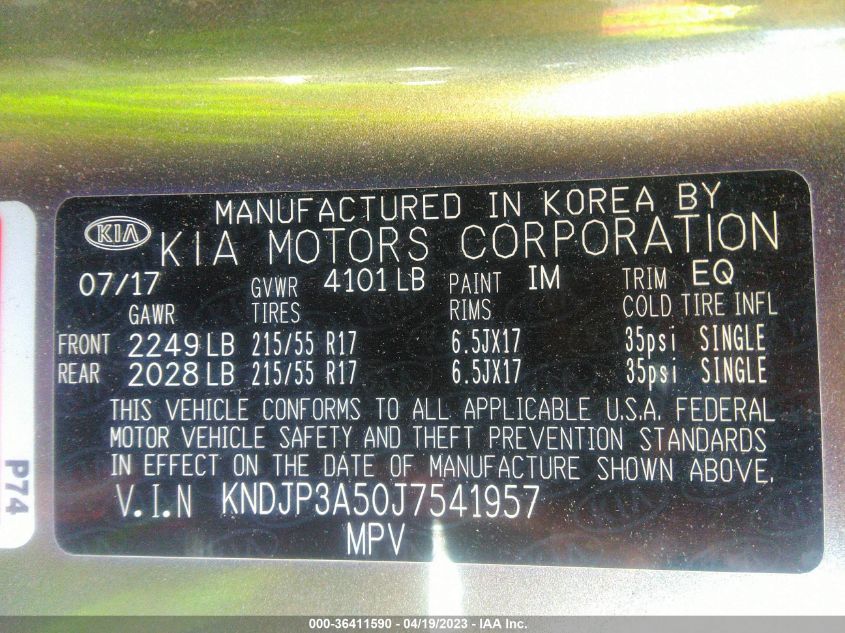 MANUFACTURED IN KOREA BY
KIA KIA MOTORS CORPORATION
07/17 GVWR 4101 LB PAINT IM TRIM EQ
GAWR TIRES RIMS COLD TIRE INFL
FRONT 2249 LB 215/55 R17 6.5JX17 35psi SINGLE
REAR 2028 LB 215/55 R17 6.5JX17 35psi SINGLE
THIS VEHICLE CONFORMS TO ALL APPLICABLE U.S.A. FEDERAL
MOTOR VEHICLE SAFETY AND THEFT PREVENTION STANDARDS
IN EFFECT ON THE DATE OF MANUFACTURE SHOWN ABOVE.
V.I.N KNDJP3A50J7541957
MPV
P74
000-36411590 - 04/19/2023 - IAA Inc.